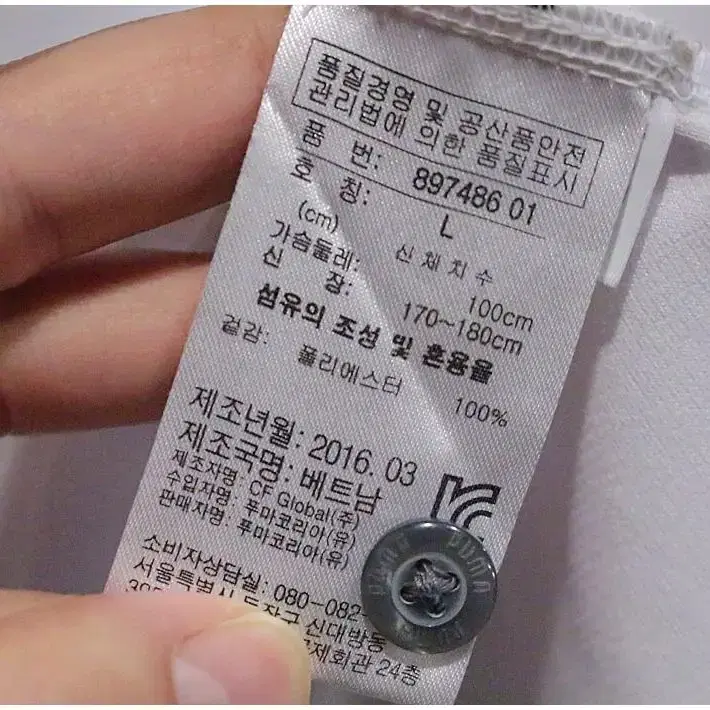 품질경영 및 공산품안전
관리법에 의한 품질표시
품 번: 897486 01
호 칭: L
(cm) 신체치수
가슴둘레: 100cm
신 장: 170~180cm
섬유의 조성 및 혼용율
겉감: 폴리에스터 100%
제조년월: 2016. 03
제조국명: 베트남
제조자명: CF Global(주)
수입자명: 푸마코리아(유)
판매자명: 푸마코리아(유)
소비자상담실: 080-082-
서울특별시 동작구 신대방동
회관 24층
PUMA